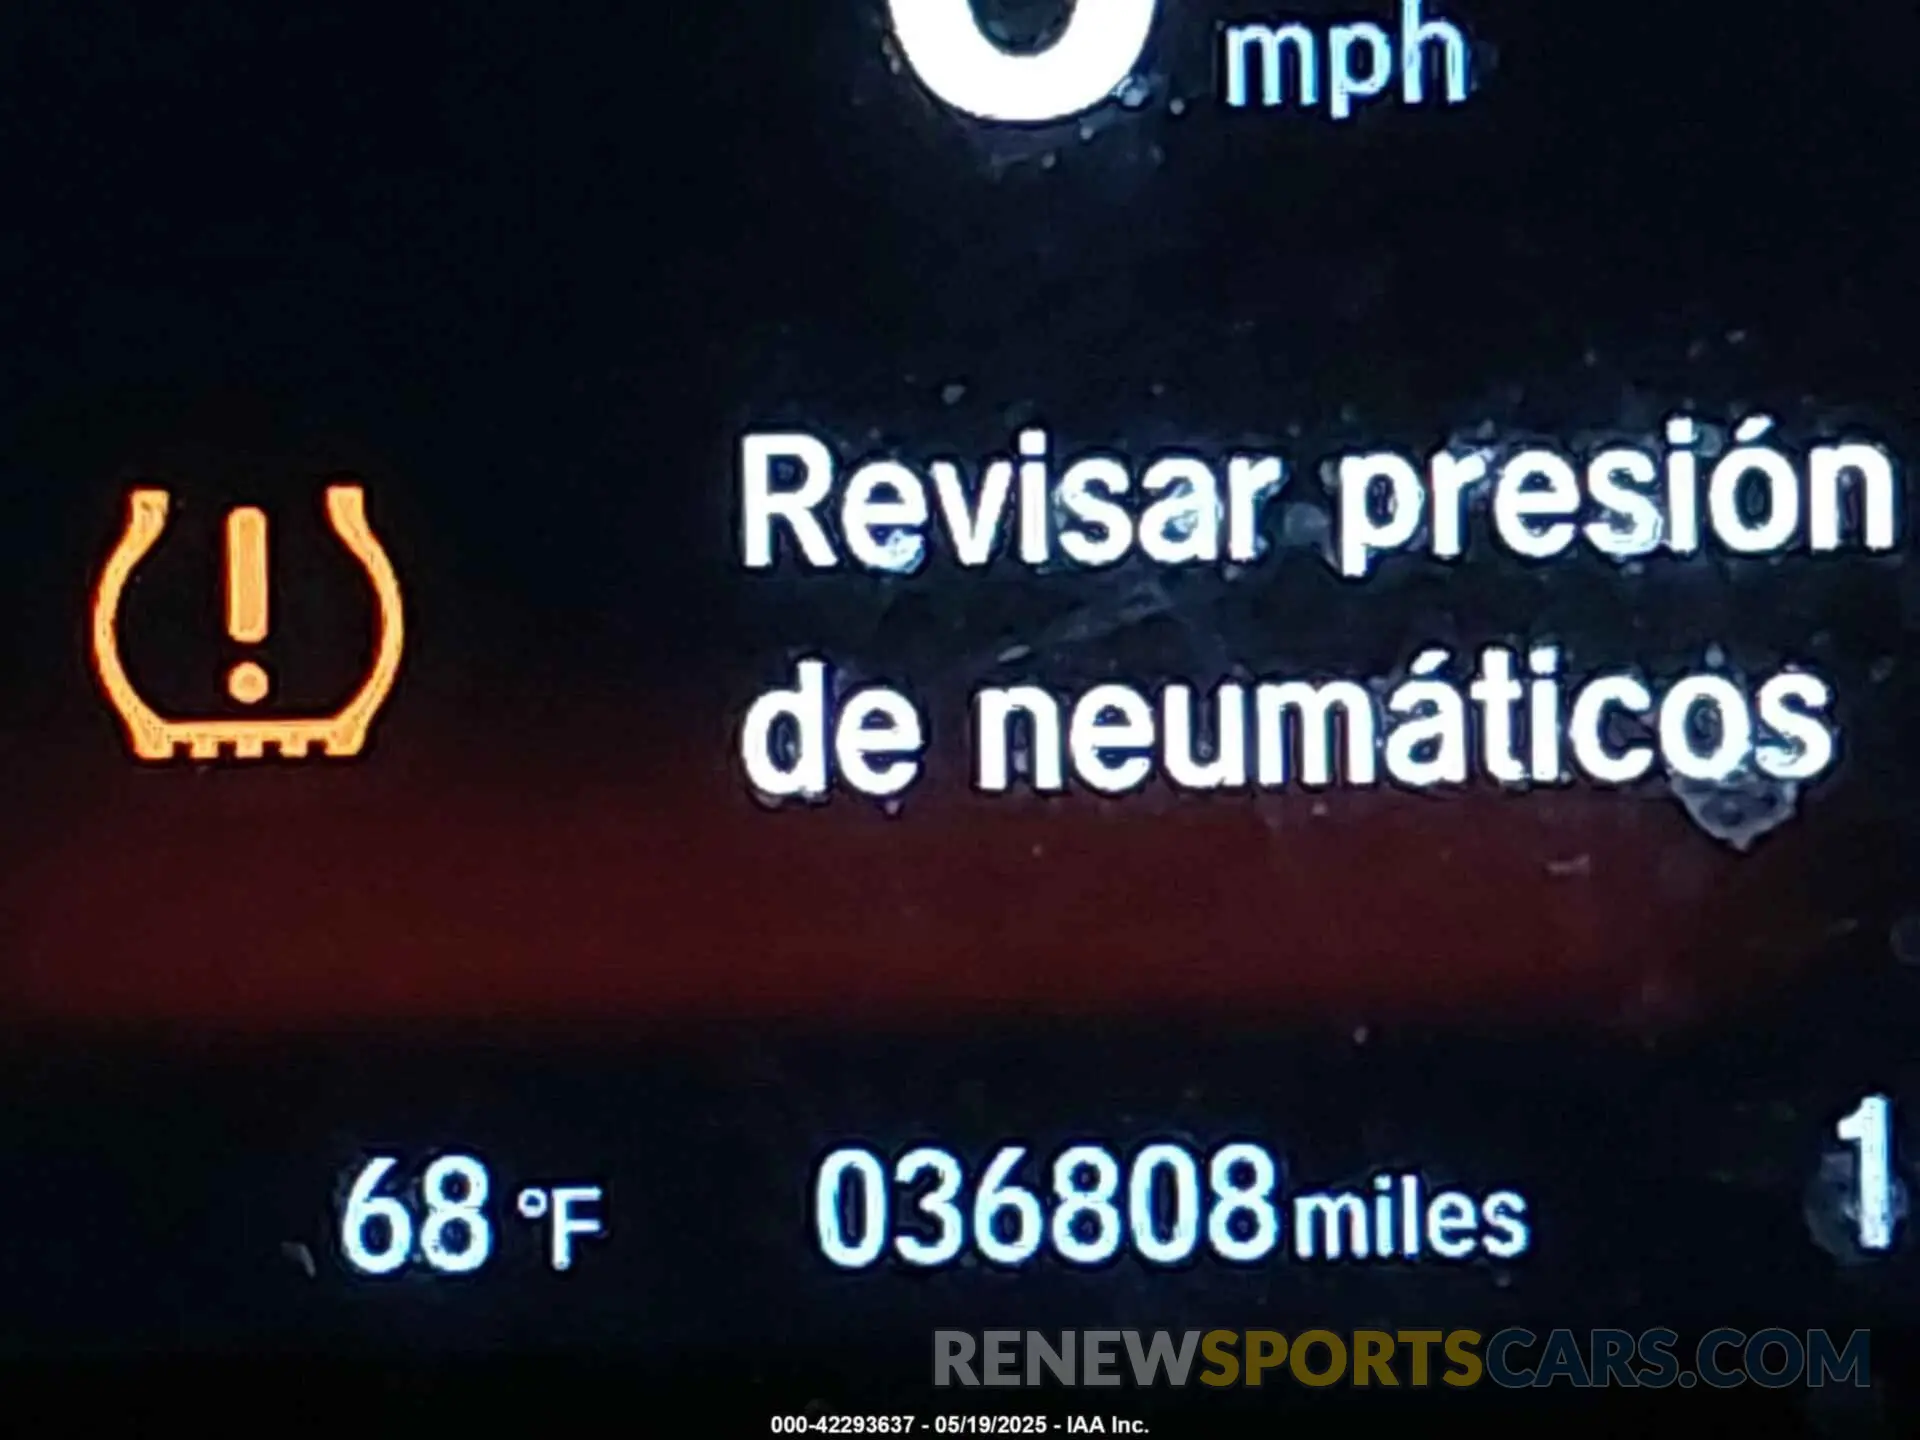 mph
Revisar presión
de neumáticos
68 °F 036808 miles 1
RENEWSPORTSCARS.COM
000-42293637 - 05/19/2025 - IAA Inc.